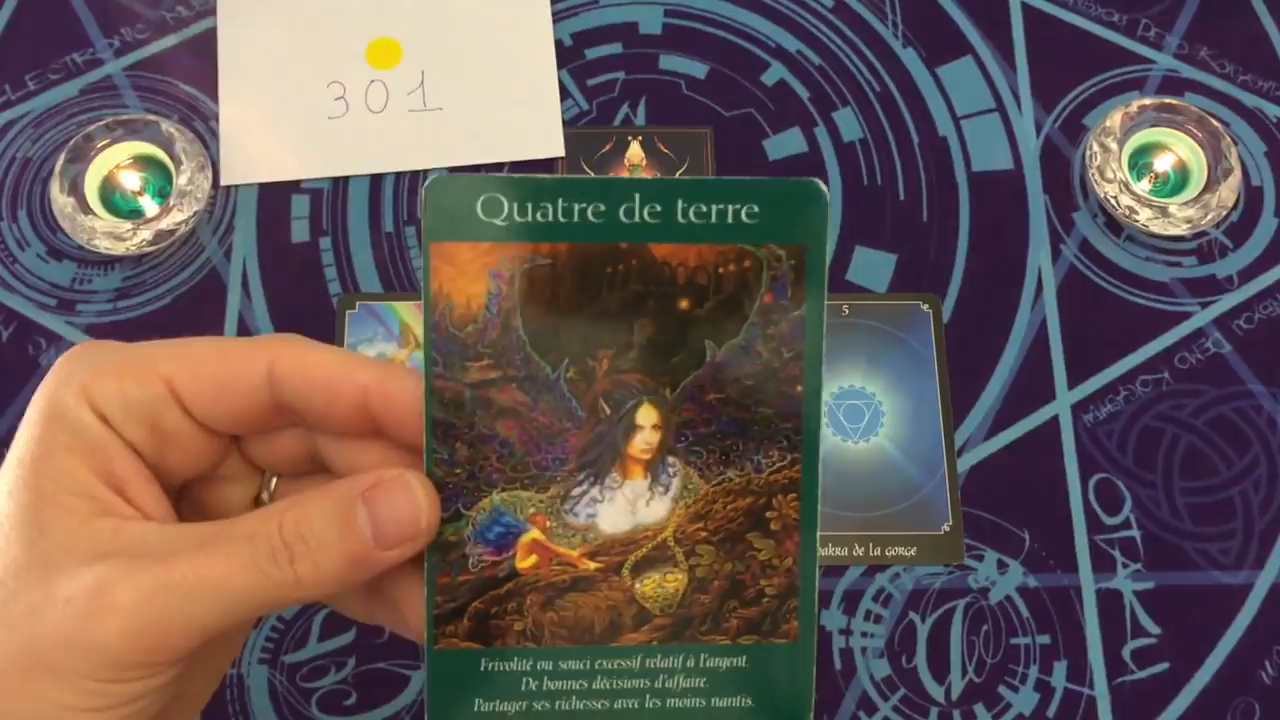 301
Quatre de terre
5
akra de la gorge
Frivolité ou souci excessif relatif à l'argent.
De bonnes décisions d'affaire.
Partager ses richesses avec les moins nantis.
OTAKU